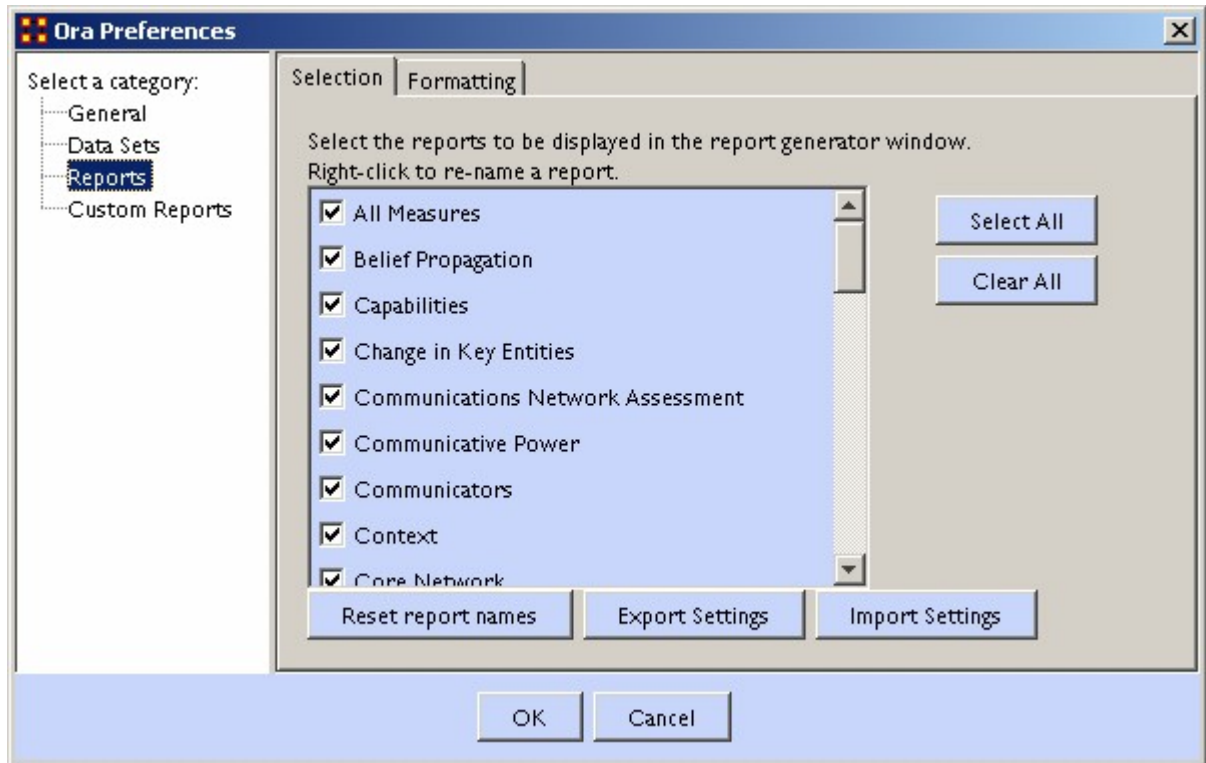 Ora Preferences
Select a category:
General
Data Sets
Reports
Custom Reports
Selection
Formatting
Select the reports to be displayed in the report generator window.
Right-click to re-name a report.
All Measures
Belief Propagation
Capabilities
Change in Key Entities
Communications Network Assessment
Communicative Power
Communicators
Context
Core Network
Select All
Clear All
Reset report names
Export Settings
Import Settings
OK
Cancel